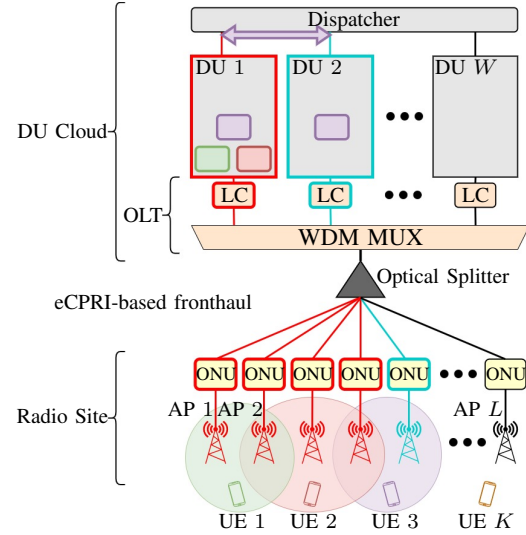 Dispatcher
DU 1
DU 2
DU W
DU Cloud
LC
LC
LC
OLT
WDM MUX
Optical Splitter
eCPRI-based fronthaul
ONU
ONU
ONU
ONU
ONU
ONU
Radio Site
AP 1
AP 2
AP L
UE 1
UE 2
UE 3
UE K